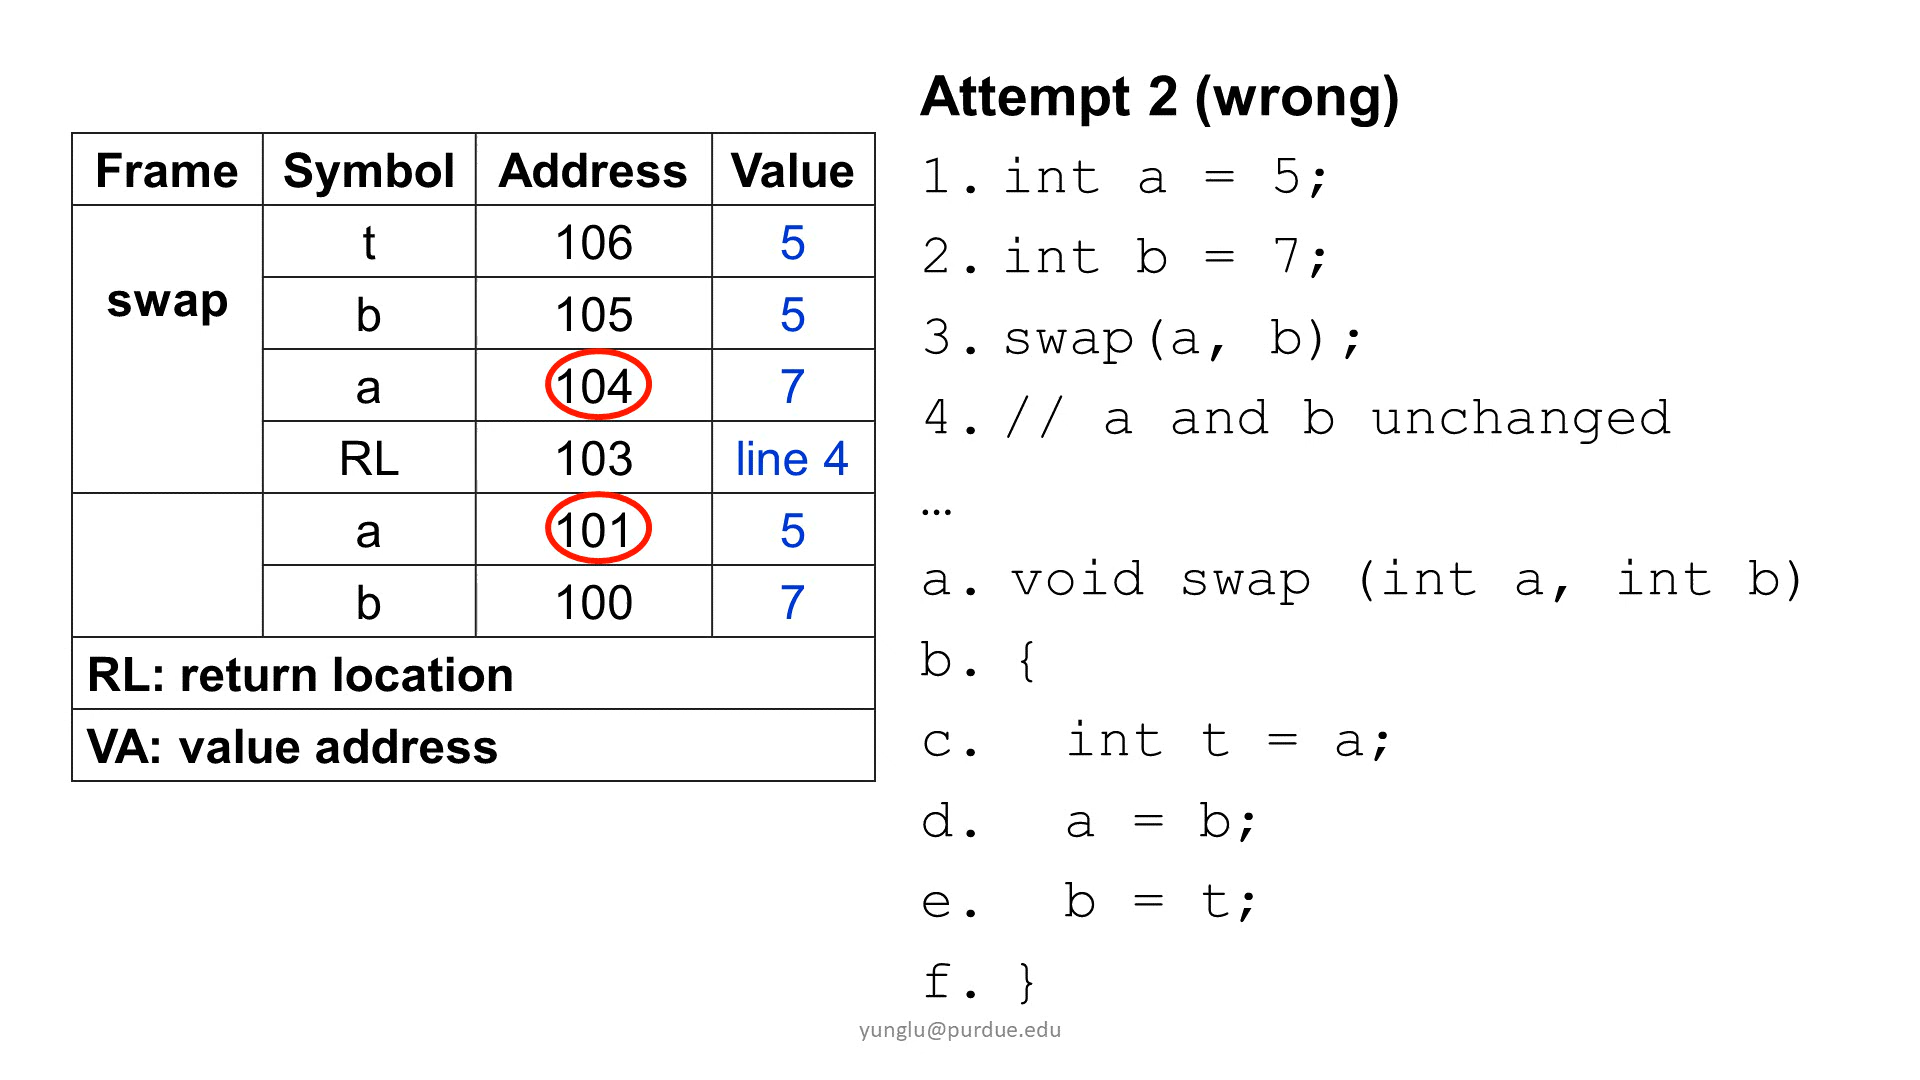 Attempt 2 (wrong)
Frame Symbol Address Value
swap
t 106 5
b 105 5
a 104 7
RL 103 line 4
a 101 5
b 100 7
RL: return location
VA: value address
1. int a = 5;
2. int b = 7;
3. swap(a, b);
4. // a and b unchanged
…
a. void swap (int a, int b)
b. {
c. int t = a;
d. a = b;
e. b = t;
f. }
yunglu@purdue.edu